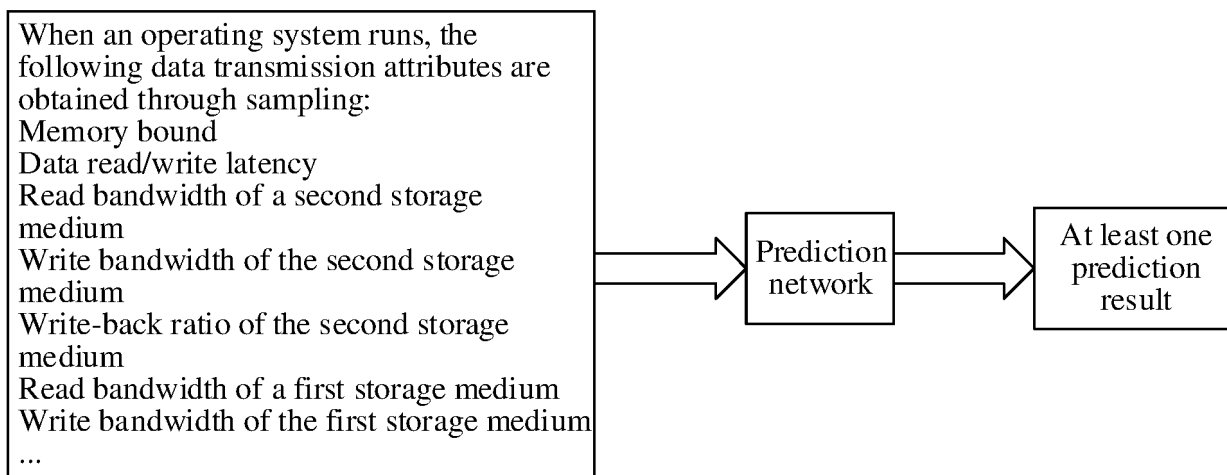 When an operating system runs, the
following data transmission attributes are
obtained through sampling:
Memory bound
Data read/write latency
Read bandwidth of a second storage
medium
Write bandwidth of the second storage
medium
Write-back ratio of the second storage
medium
Read bandwidth of a first storage medium
Write bandwidth of the first storage medium
...
Prediction
network
At least one
prediction
result